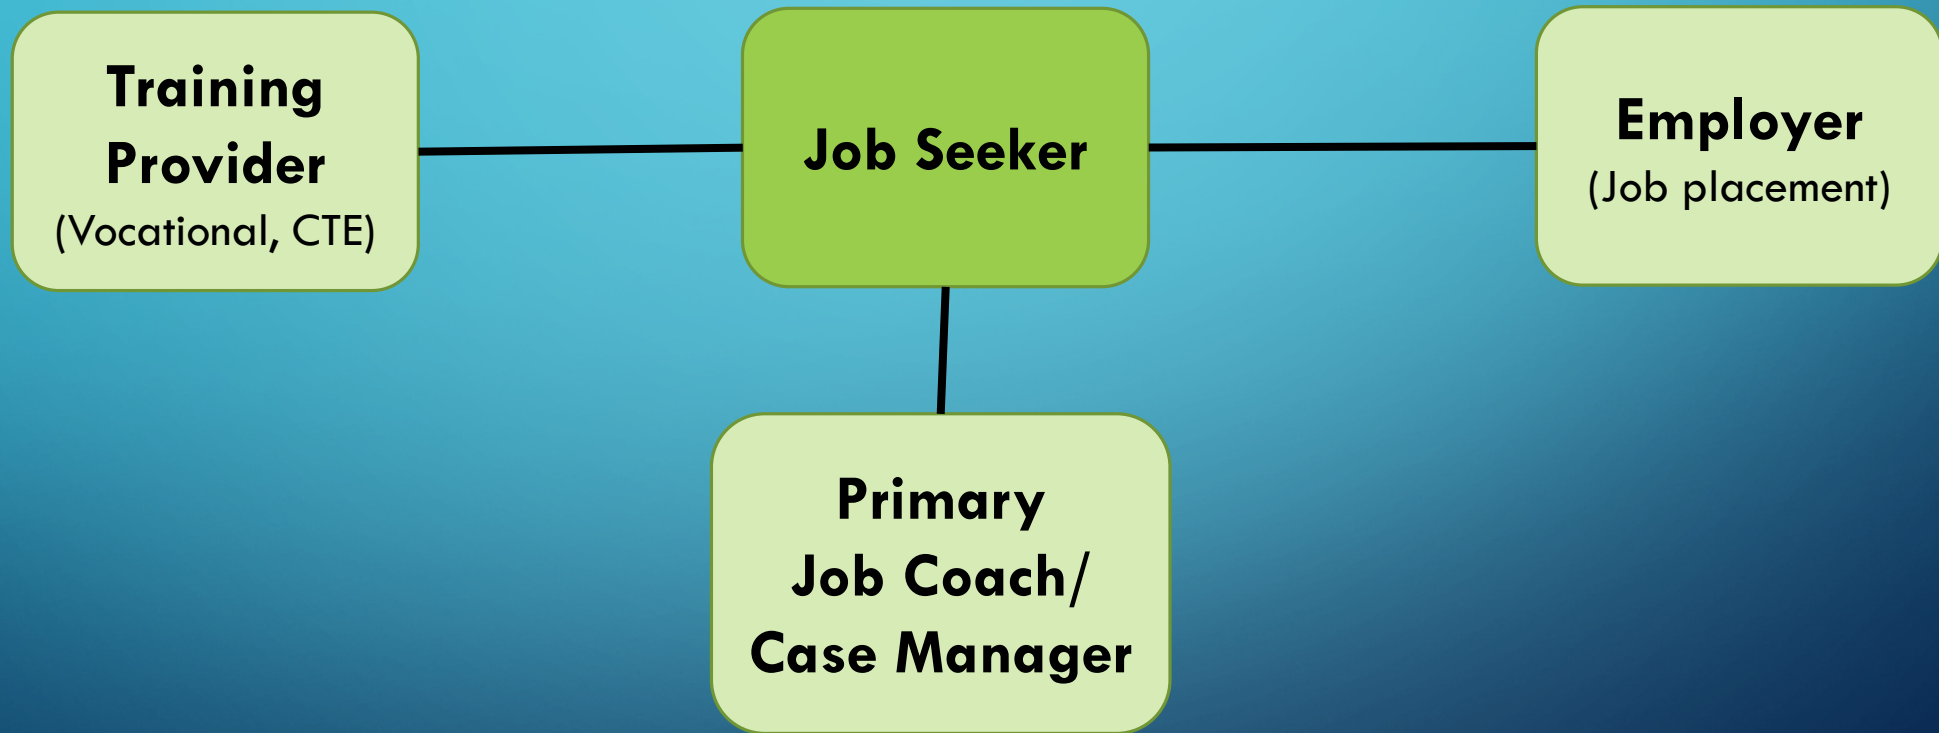 Training
Provider
(Vocational, CTE)
Job Seeker
Employer
(Job placement)
Primary
Job Coach/
Case Manager